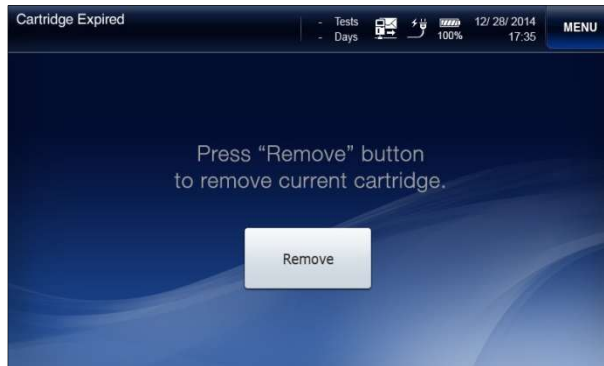 Cartridge Expired
- Tests
- Days
100%
12/ 28/ 2014
17:35
MENU
Press “Remove” button
to remove current cartridge.
Remove